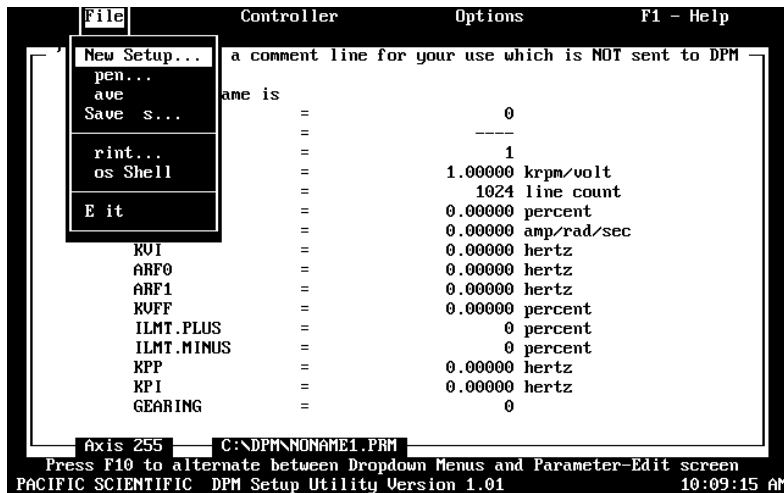 File Controller Options F1 - Help
New Setup... a comment line for your use which is NOT sent to DPM
pen...
ave ame is
Save s... = 0
= ----
rint... = 1
os Shell = 1.00000 krpm/volt
= 1024 line count
E it = 0.00000 percent
= 0.00000 amp/rad/sec
KVI = 0.00000 hertz
ARF0 = 0.00000 hertz
ARF1 = 0.00000 hertz
KVFF = 0.00000 percent
ILMT.PLUS = 0 percent
ILMT.MINUS = 0 percent
KPP = 0.00000 hertz
KPI = 0.00000 hertz
GEARING = 0
Axis 255 C:\DPM\NONAME1.PRM
Press F10 to alternate between Dropdown Menus and Parameter-Edit screen
PACIFIC SCIENTIFIC DPM Setup Utility Version 1.01 10:09:15 AM